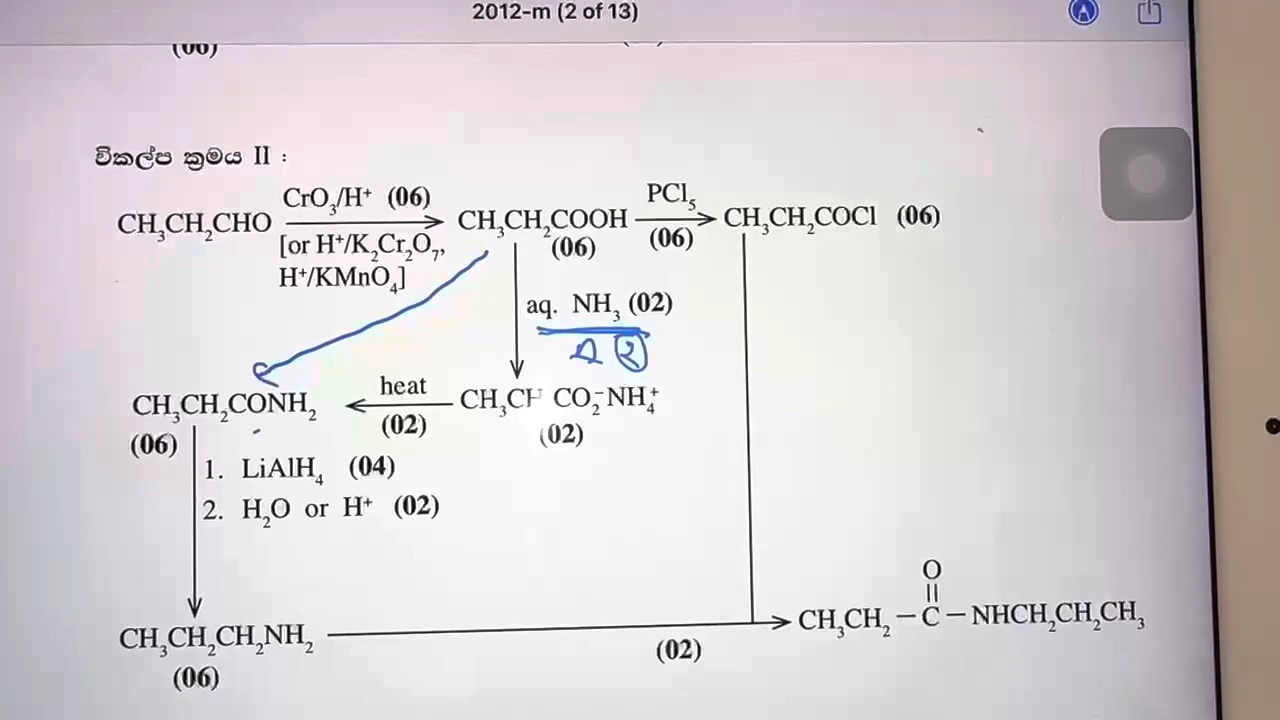 2012-m (2 of 13)
(06)
විකල්ප ක්‍රමය II :
CH₃CH₂CHO CrO₃/H⁺ (06) CH₃CH₂COOH PCl₅ CH₃CH₂COCl (06)
[or H⁺/K₂Cr₂O₇, (06) (06)
H⁺/KMnO₄]
aq. NH₃ (02)
CH₃CH₂CONH₂ heat CH₃CH CO₂⁻NH₄⁺
(06) (02) (02)
1. LiAlH₄ (04)
2. H₂O or H⁺ (02)
O
CH₃CH₂CH₂NH₂ CH₃CH₂ – C – NHCH₂CH₂CH₃
(06) (02)